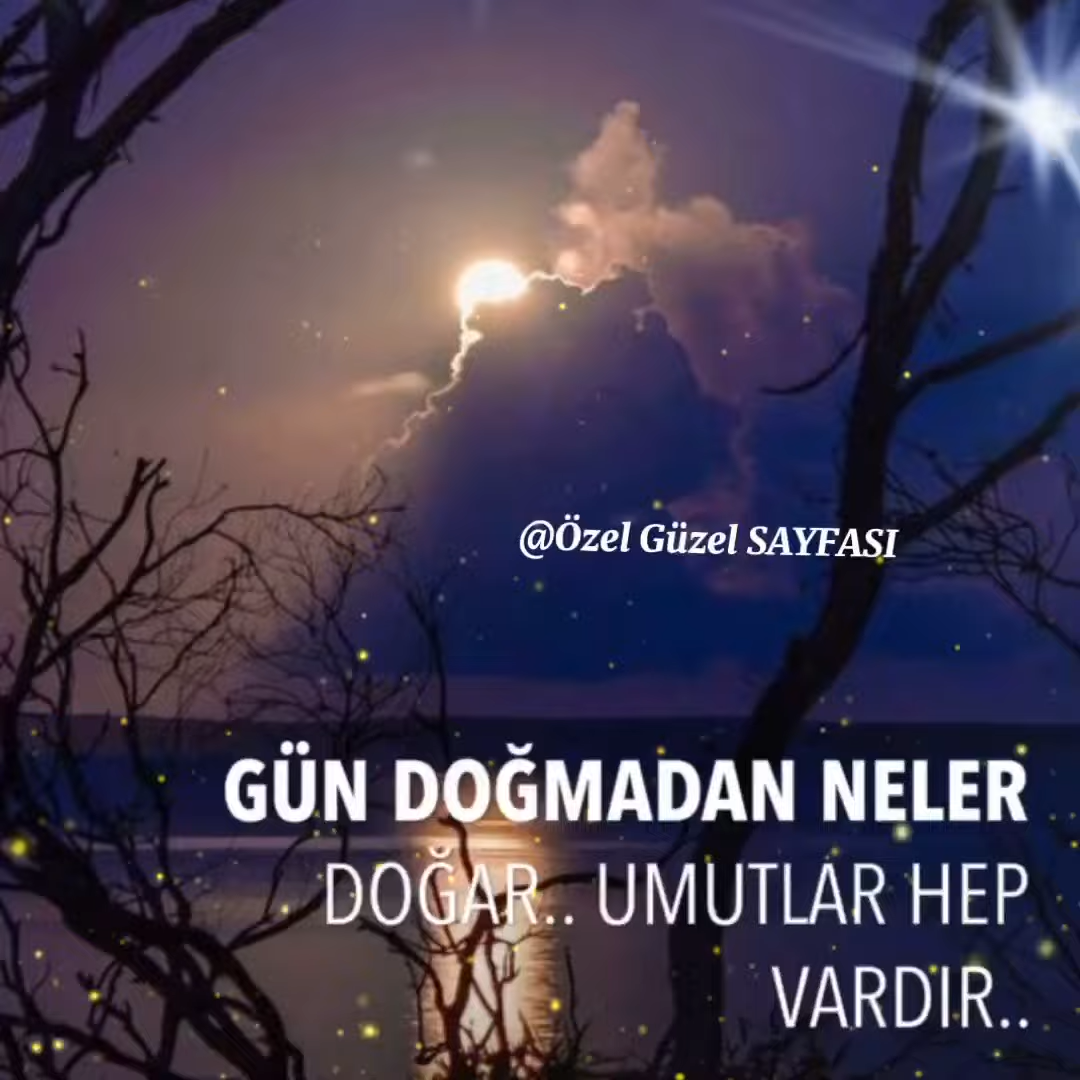 @Özel Güzel SAYFASI
GÜN DOĞMADAN NELER
DOĞAR.. UMUTLAR HEP
VARDIR..